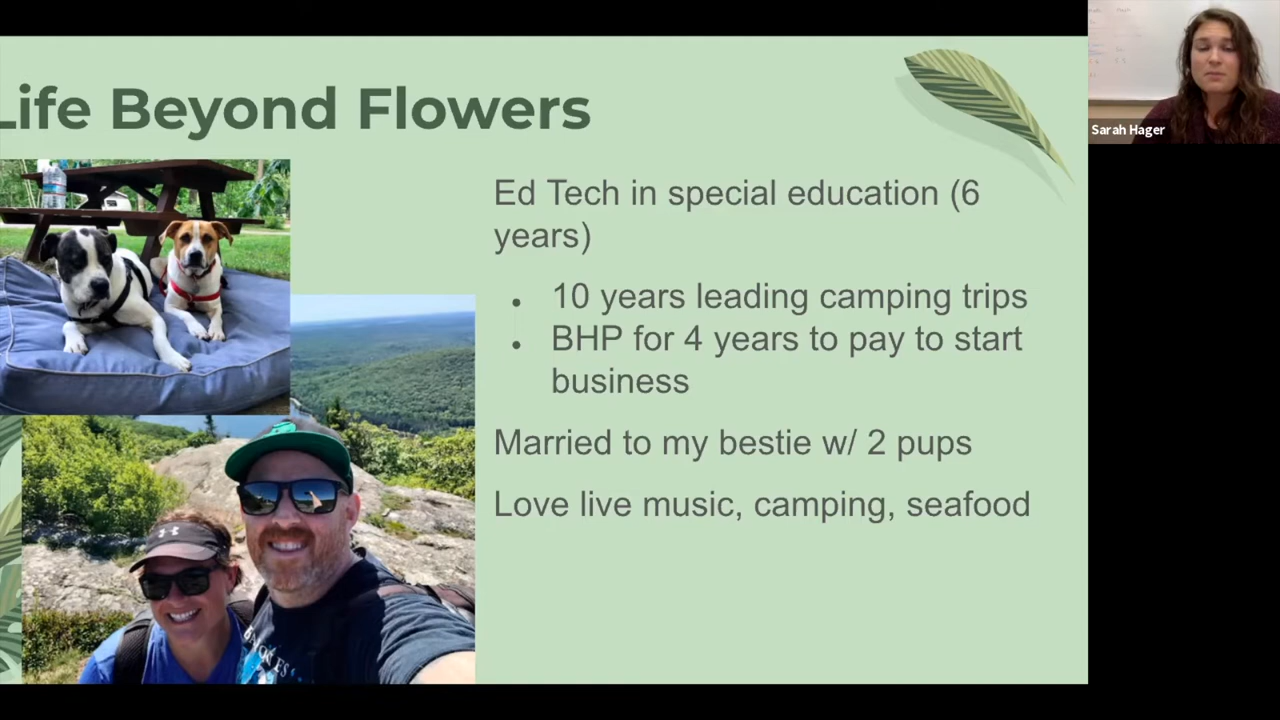 Life Beyond Flowers
Ed Tech in special education (6
years)
• 10 years leading camping trips
• BHP for 4 years to pay to start
business
Married to my bestie w/ 2 pups
Love live music, camping, seafood
Sarah Hager